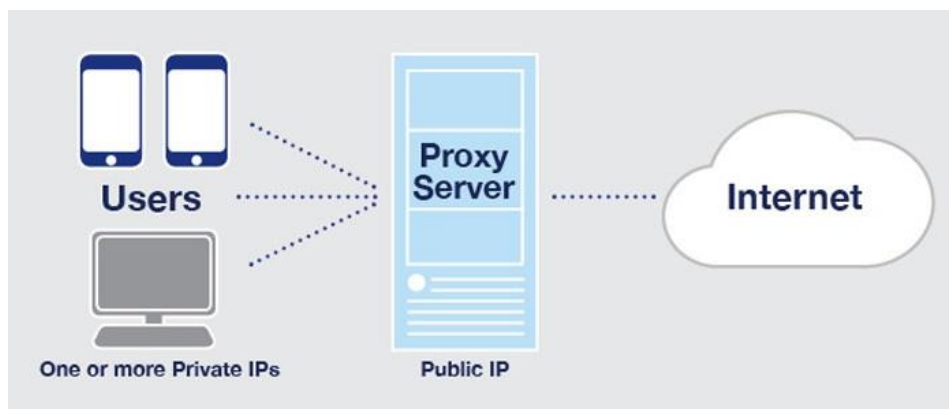 Users
One or more Private IPs
Proxy
Server
Public IP
Internet